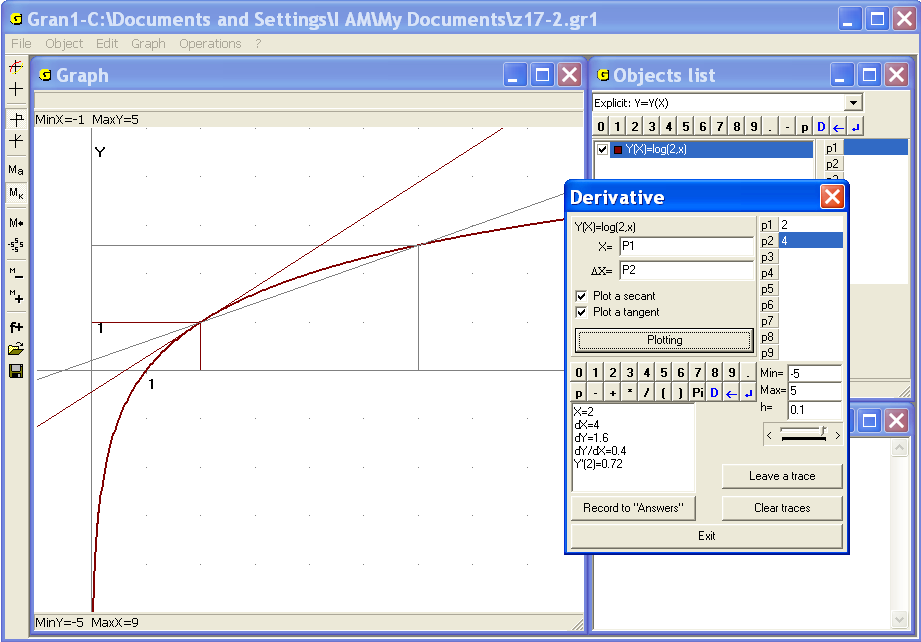 Gran1-C:\Documents and Settings\I AM\My Documents\z17-2.gr1
File Object Edit Graph Operations ?
Graph
MinX=-1 MaxY=5
Y
1
1
MinY=-5 MaxX=9
Ma
Mк
M
M
M
f+
Objects list
Explicit: Y=Y(X)
0 1 2 3 4 5 6 7 8 9 . - p D ← ↵
Y(X)=log(2,x)
p1
p2
Derivative
Y(X)=log(2,x)
X= P1
ΔX= P2
Plot a secant
Plot a tangent
Plotting
p1 2
p2 4
p3
p4
p5
p6
p7
p8
p9
0 1 2 3 4 5 6 7 8 9 .
p - + * / ( ) Pi D ← ↵
Min= -5
Max= 5
h= 0.1
< >
X=2
dX=4
dY=1.6
dY/dX=0.4
Y'(2)=0.72
Leave a trace
Record to "Answers"
Clear traces
Exit